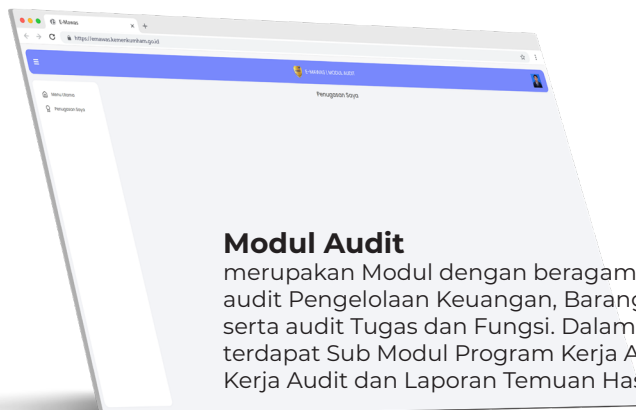 E-Mawas
https://emawas.kemenkumham.go.id
E-MAWAS | MODUL AUDIT
Menu Utama
Penugasan Saya
Penugasan Saya
Modul Audit
merupakan Modul dengan beragam
audit Pengelolaan Keuangan, Barang
serta audit Tugas dan Fungsi. Dalam
terdapat Sub Modul Program Kerja A
Kerja Audit dan Laporan Temuan Has